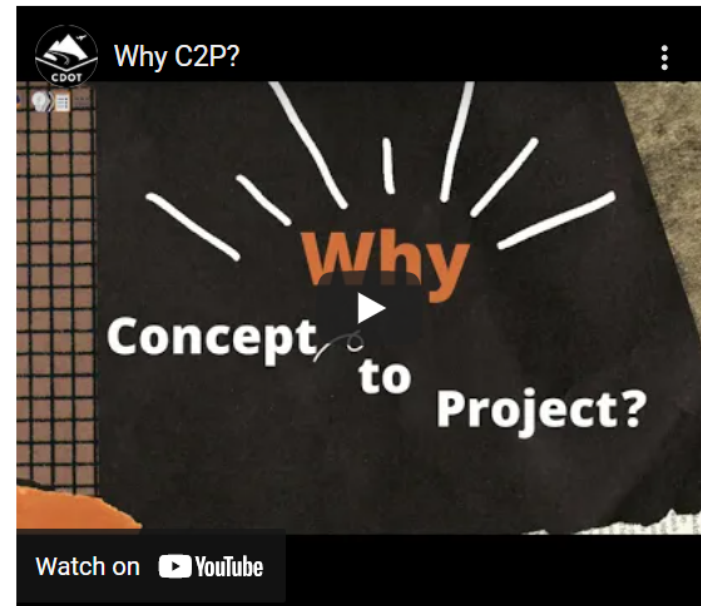 CDOT
Why C2P?
Why
Concept
to
Project?
Watch on YouTube